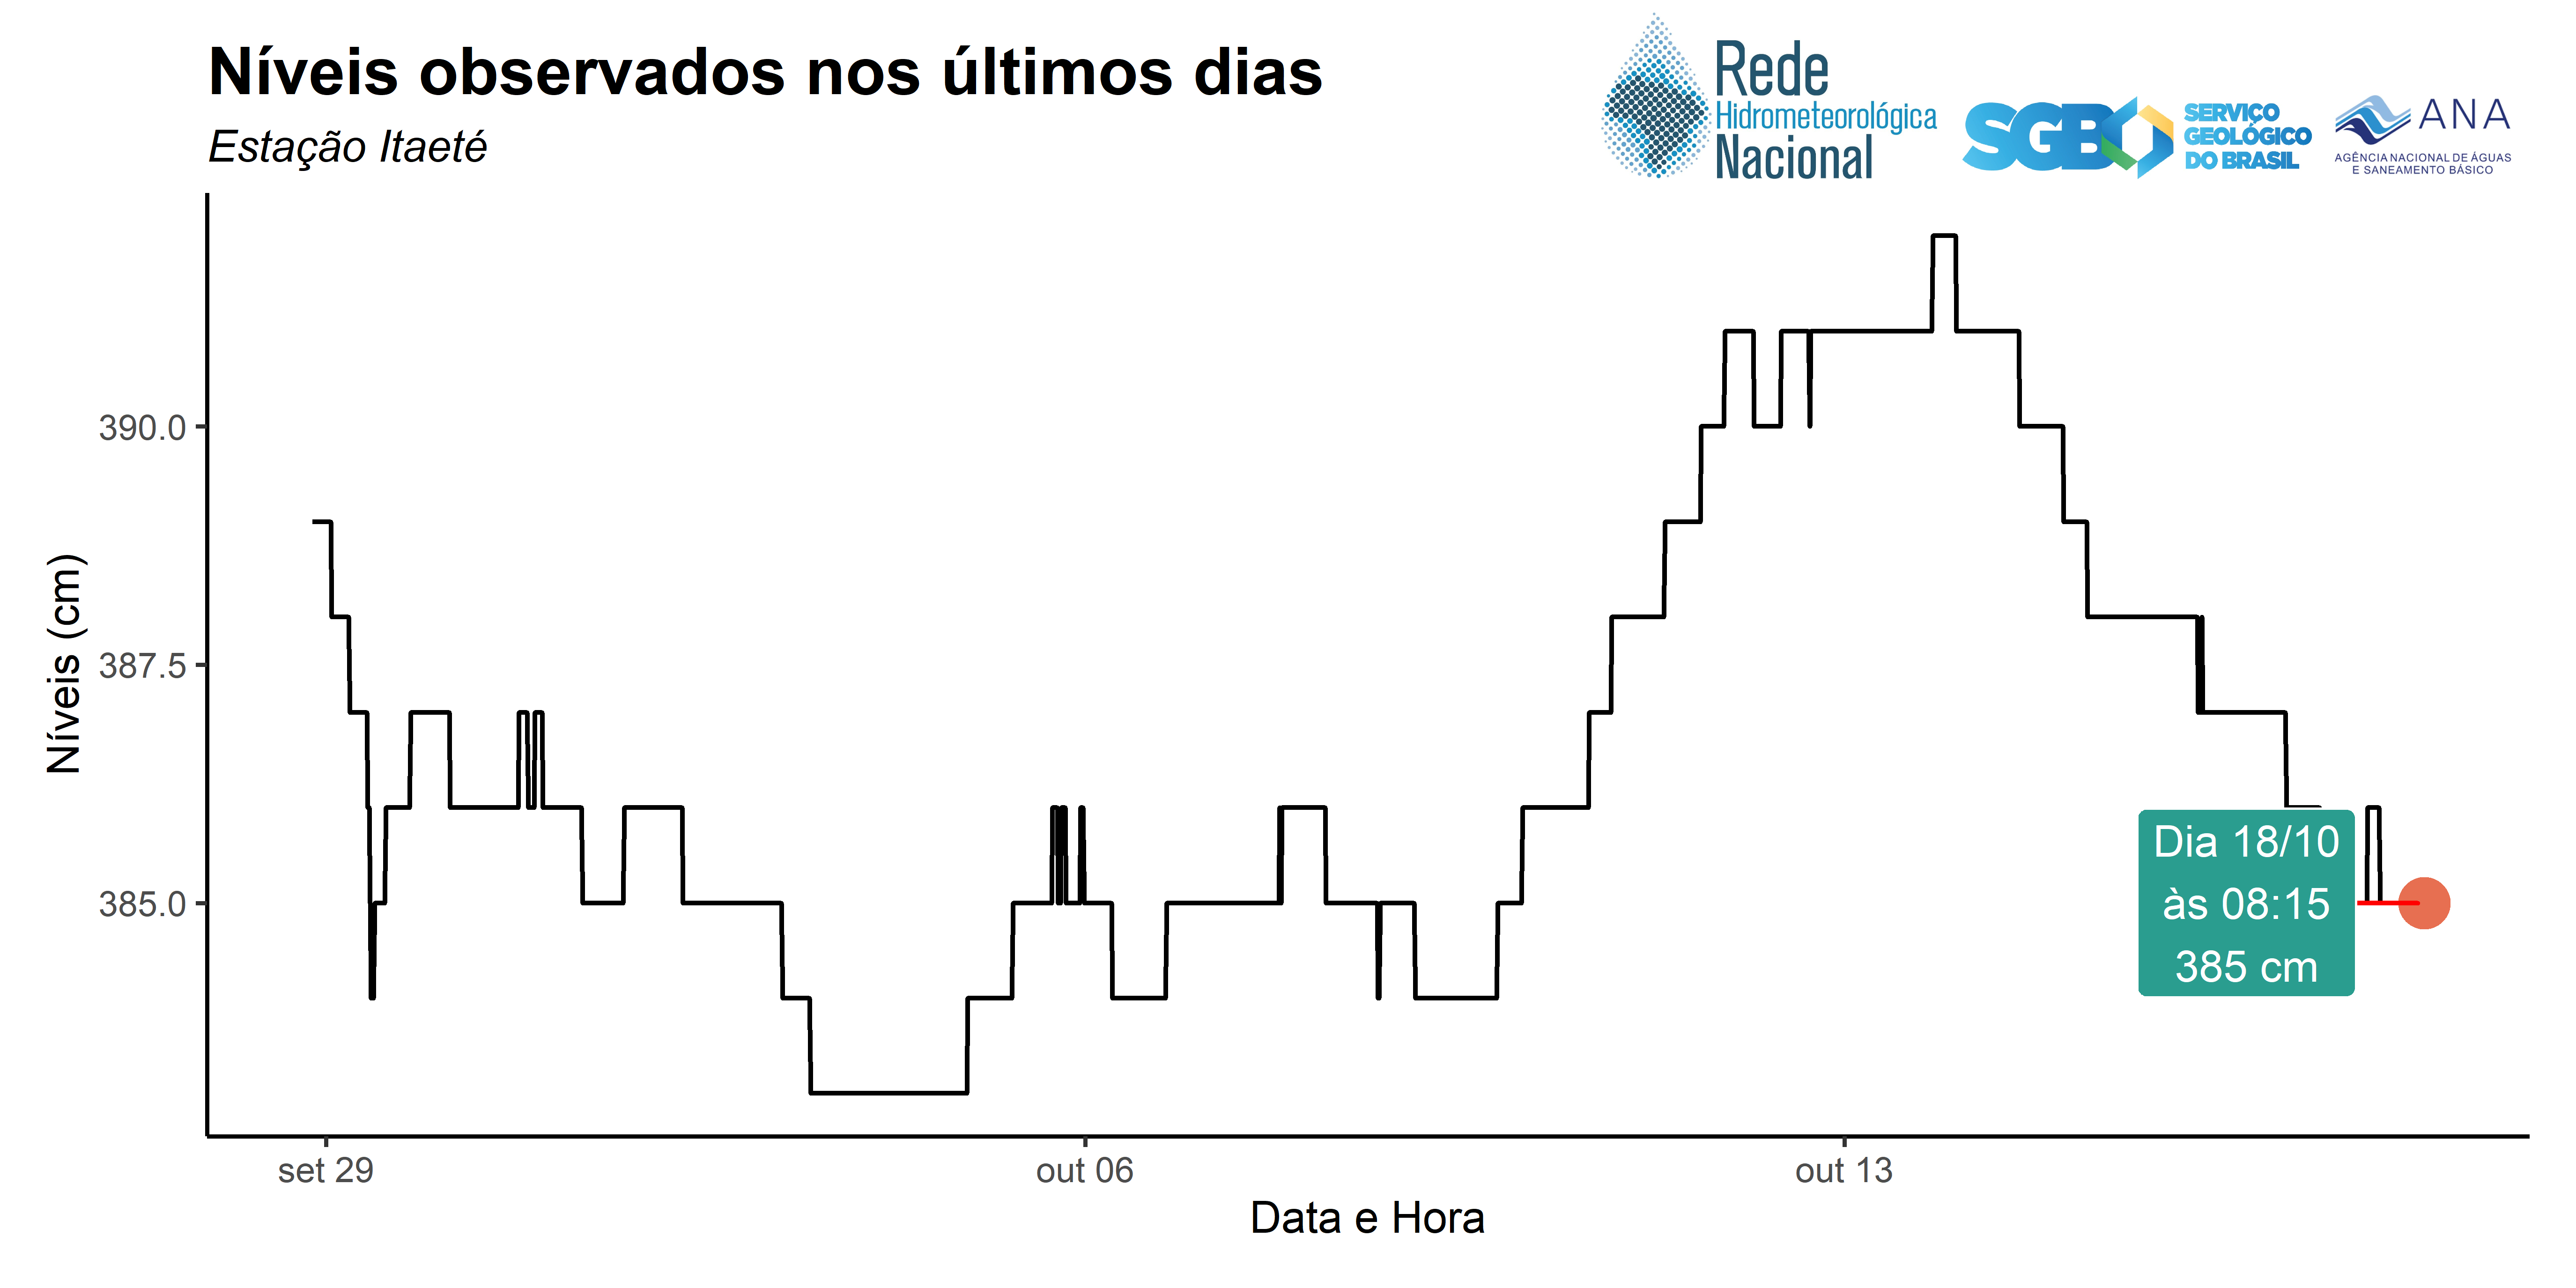 Níveis observados nos últimos dias
Estação Itaeté
Rede
Hidrometeorológica
Nacional
SGB
SERVIÇO
GEOLÓGICO
DO BRASIL
ANA
AGÊNCIA NACIONAL DE ÁGUAS
E SANEAMENTO BÁSICO
Níveis (cm)
390.0
387.5
385.0
Dia 18/10
às 08:15
385 cm
set 29
out 06
out 13
Data e Hora